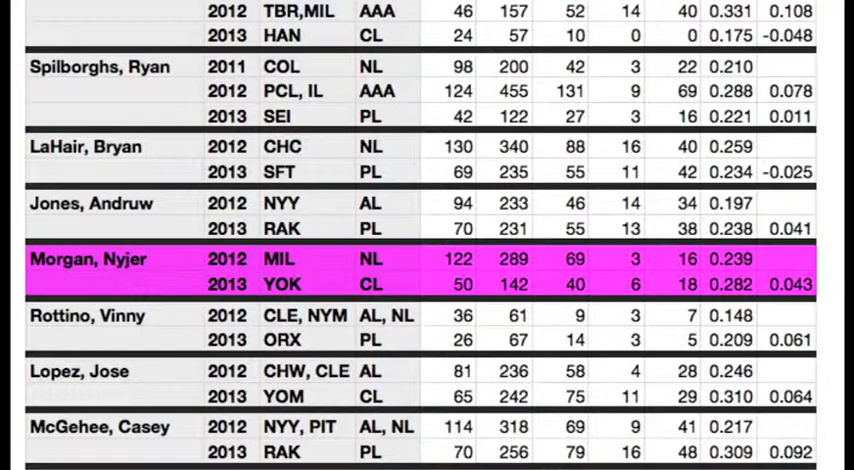 2012 TBR,MIL AAA 46 157 52 14 40 0.331 0.108
2013 HAN CL 24 57 10 0 0 0.175 -0.048
Spilborghs, Ryan 2011 COL NL 98 200 42 3 22 0.210
2012 PCL, IL AAA 124 455 131 9 69 0.288 0.078
2013 SEI PL 42 122 27 3 16 0.221 0.011
LaHair, Bryan 2012 CHC NL 130 340 88 16 40 0.259
2013 SFT PL 69 235 55 11 42 0.234 -0.025
Jones, Andruw 2012 NYY AL 94 233 46 14 34 0.197
2013 RAK PL 70 231 55 13 38 0.238 0.041
Morgan, Nyjer 2012 MIL NL 122 289 69 3 16 0.239
2013 YOK CL 50 142 40 6 18 0.282 0.043
Rottino, Vinny 2012 CLE, NYM AL, NL 36 61 9 3 7 0.148
2013 ORX PL 26 67 14 3 5 0.209 0.061
Lopez, Jose 2012 CHW, CLE AL 81 236 58 4 28 0.246
2013 YOM CL 65 242 75 11 29 0.310 0.064
McGehee, Casey 2012 NYY, PIT AL, NL 114 318 69 9 41 0.217
2013 RAK PL 70 256 79 16 48 0.309 0.092